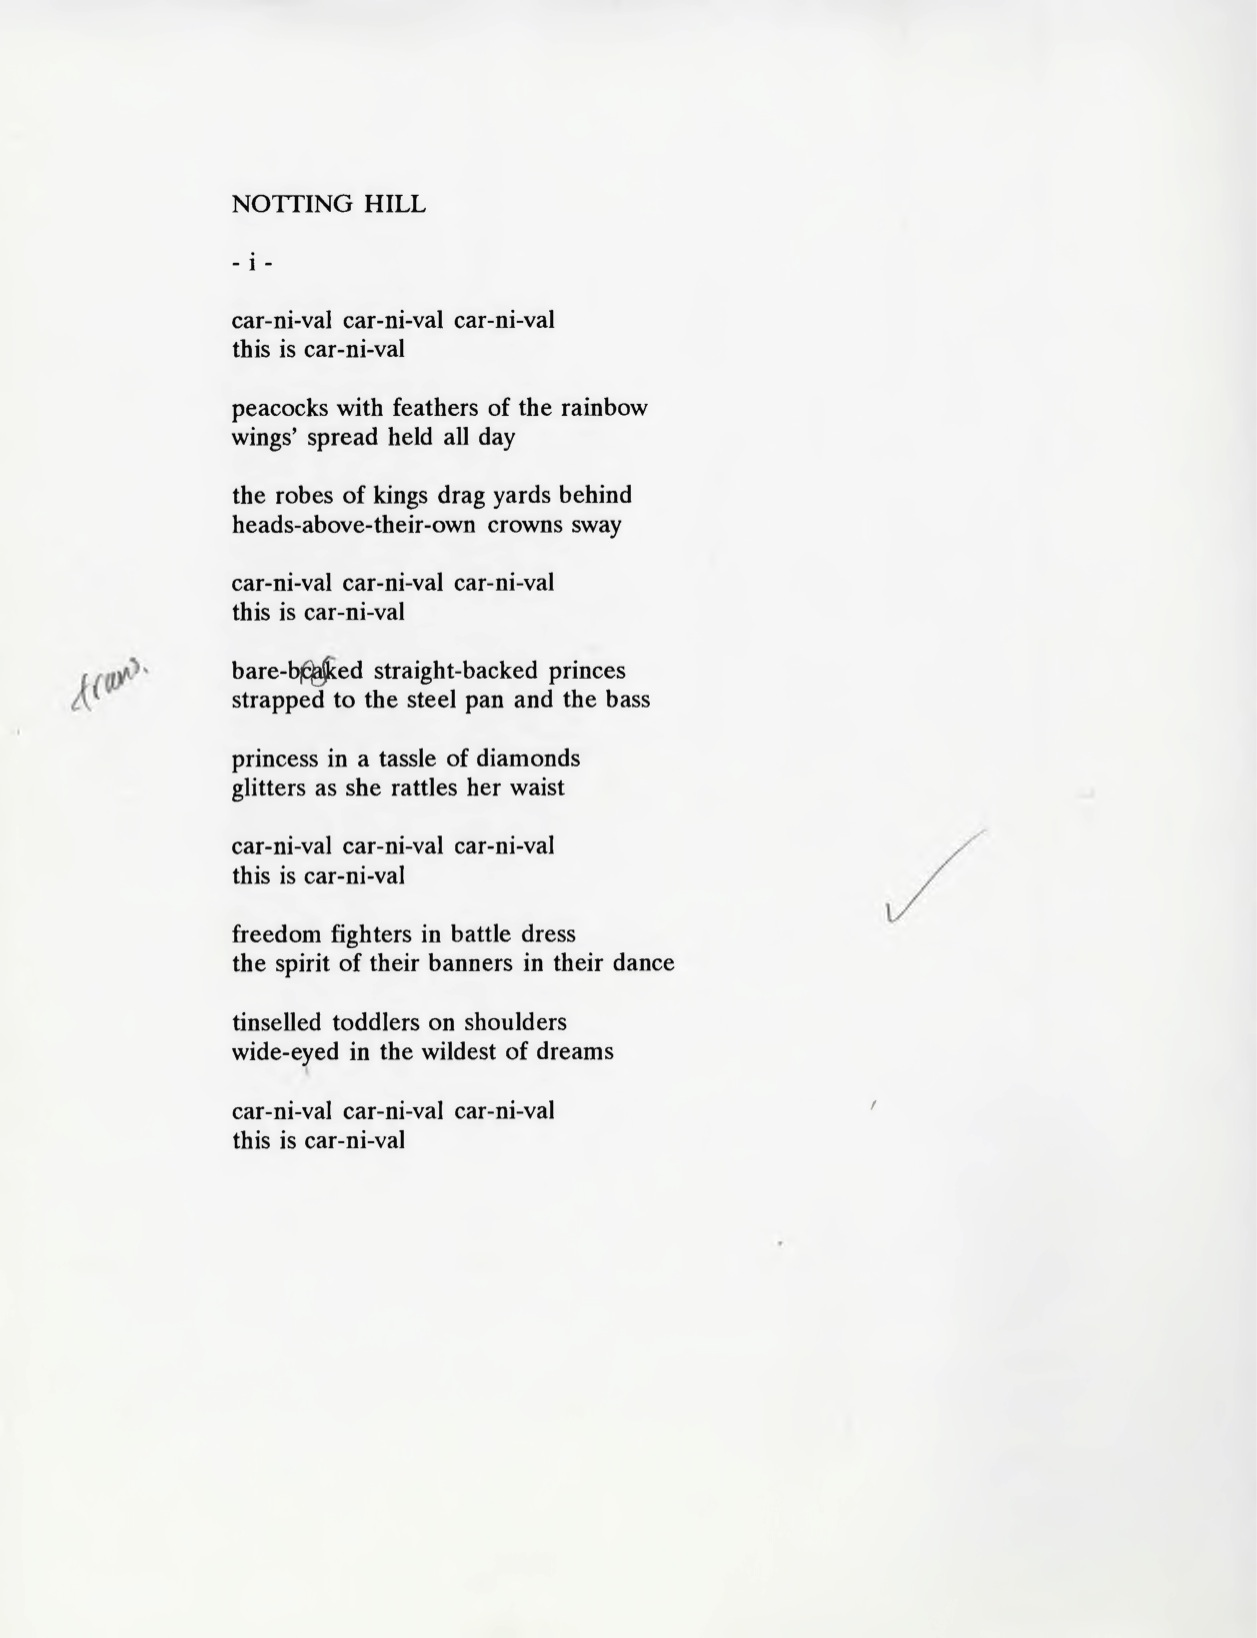 NOTTING HILL
- i -
car-ni-val car-ni-val car-ni-val
this is car-ni-val
peacocks with feathers of the rainbow
wings’ spread held all day
the robes of kings drag yards behind
heads-above-their-own crowns sway
car-ni-val car-ni-val car-ni-val
this is car-ni-val
trans.
bare-bcaked straight-backed princes
strapped to the steel pan and the bass
princess in a tassle of diamonds
glitters as she rattles her waist
car-ni-val car-ni-val car-ni-val
this is car-ni-val
freedom fighters in battle dress
the spirit of their banners in their dance
tinselled toddlers on shoulders
wide-eyed in the wildest of dreams
car-ni-val car-ni-val car-ni-val
this is car-ni-val